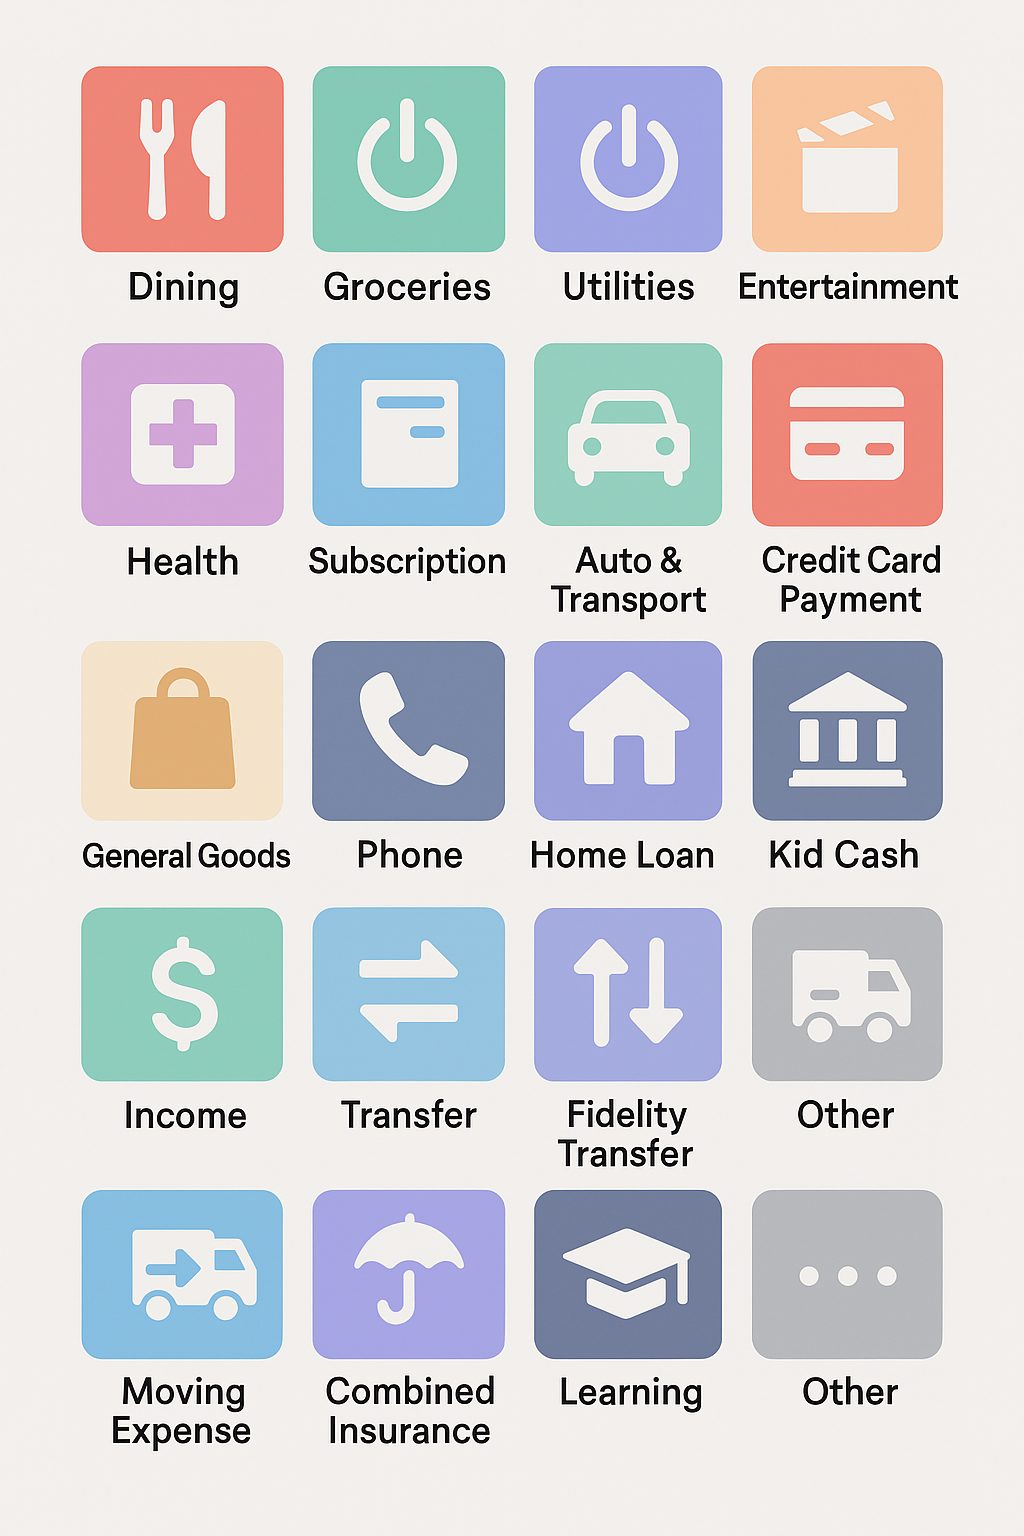 Dining
Groceries
Utilities
Entertainment
Health
Subscription
Auto &
Transport
Credit Card
Payment
General Goods
Phone
Home Loan
Kid Cash
$
Income
Transfer
Fidelity
Transfer
Other
Moving
Expense
Combined
Insurance
Learning
Other